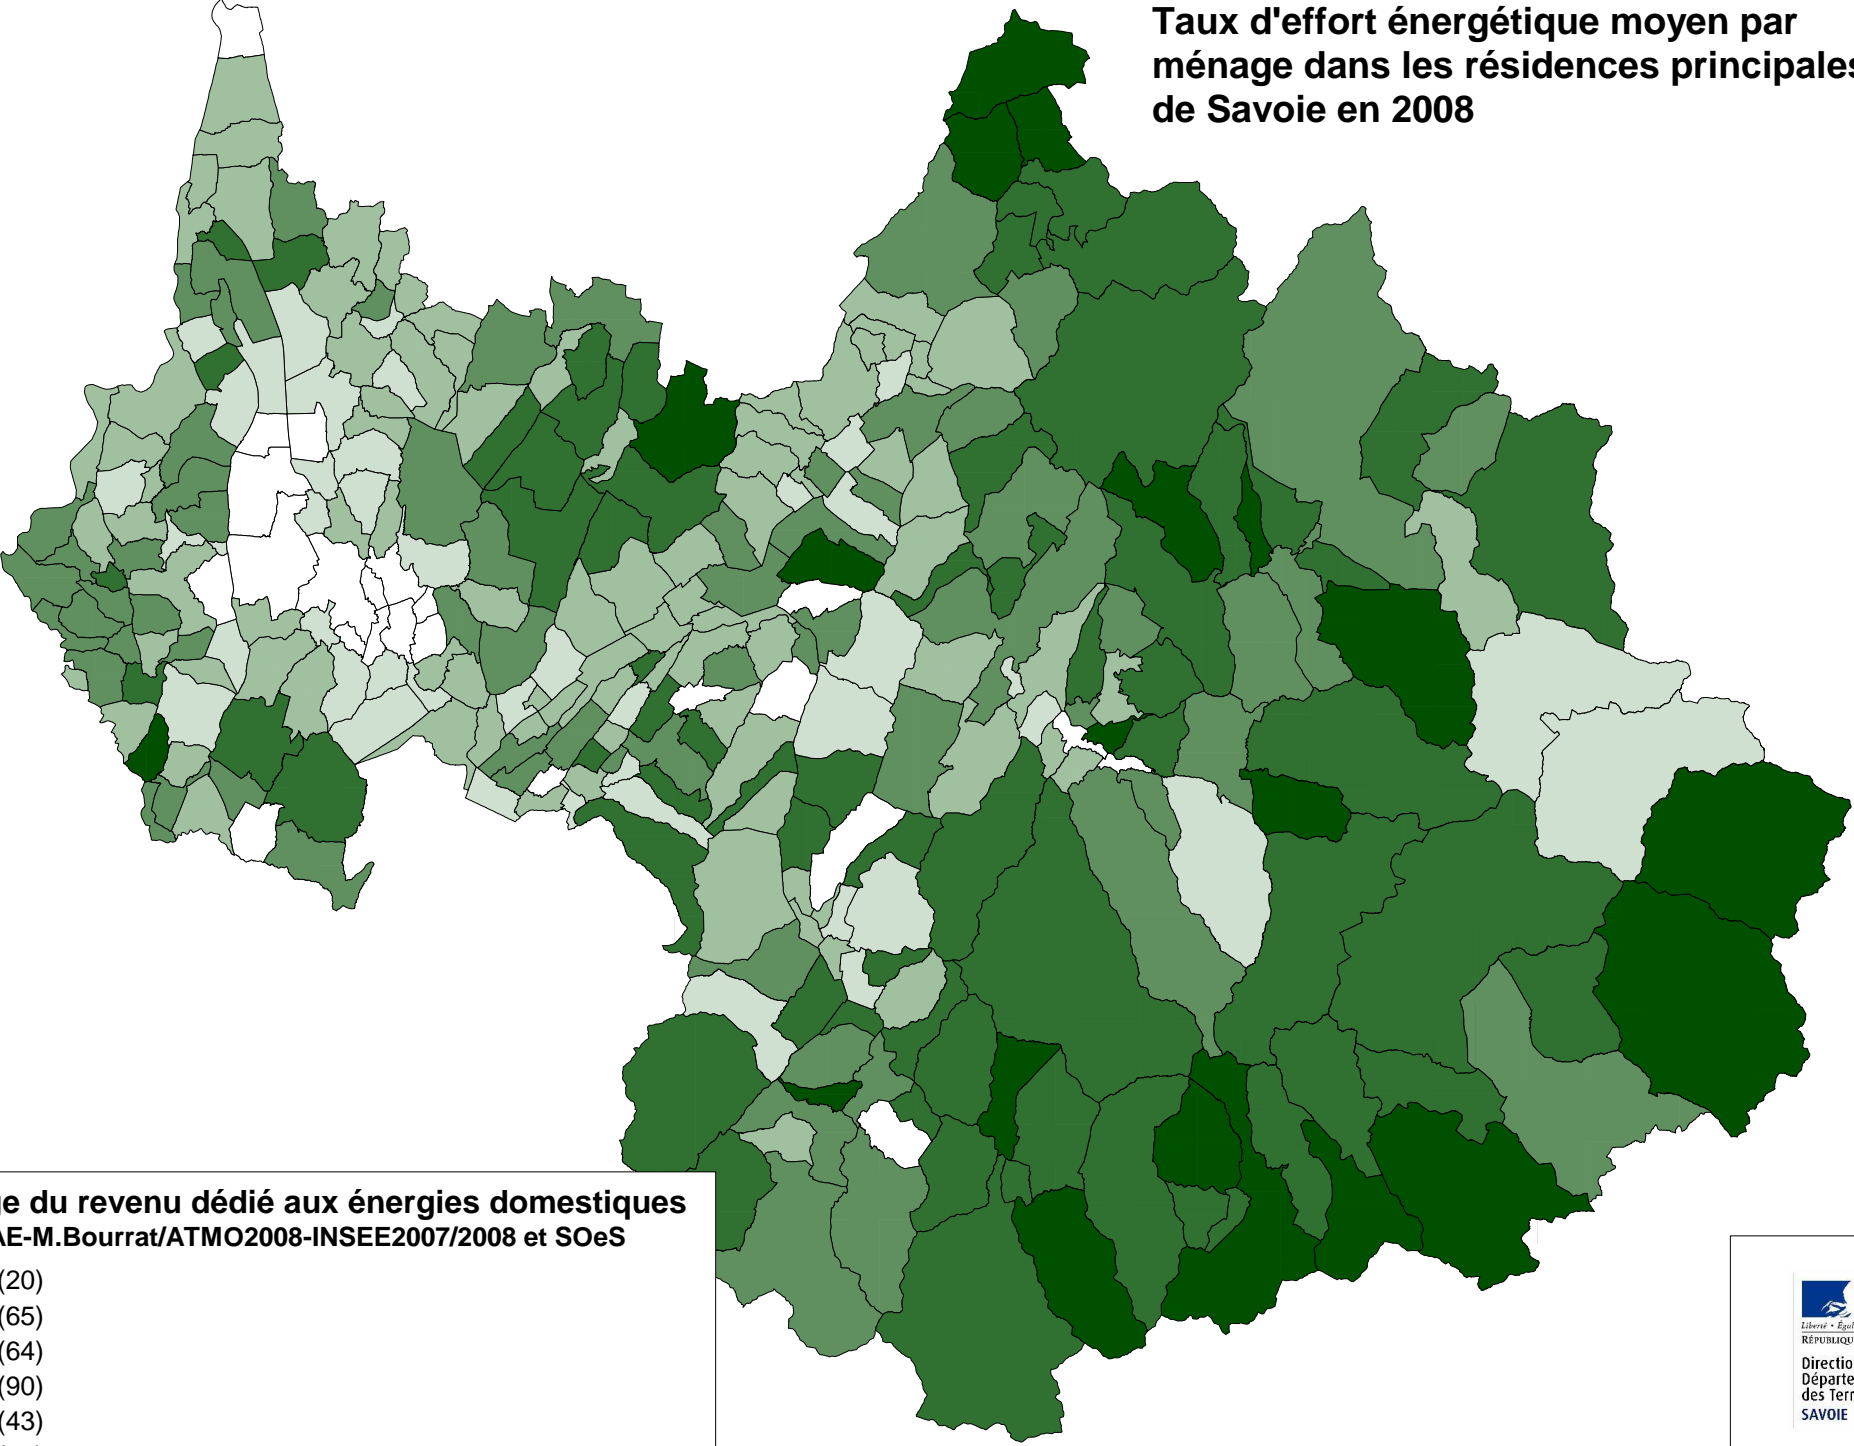 Taux d'effort énergétique moyen par
ménage dans les résidences principales
de Savoie en 2008
du revenu dédié aux énergies domestiques
AE-M.Bourrat/ATMO2008-INSEE2007/2008 et SOeS
(20)
(65)
(64)
(90)
(43)
Liberté • Égal
RÉPUBLIQU
Directio
Départe
des Terr
SAVOIE